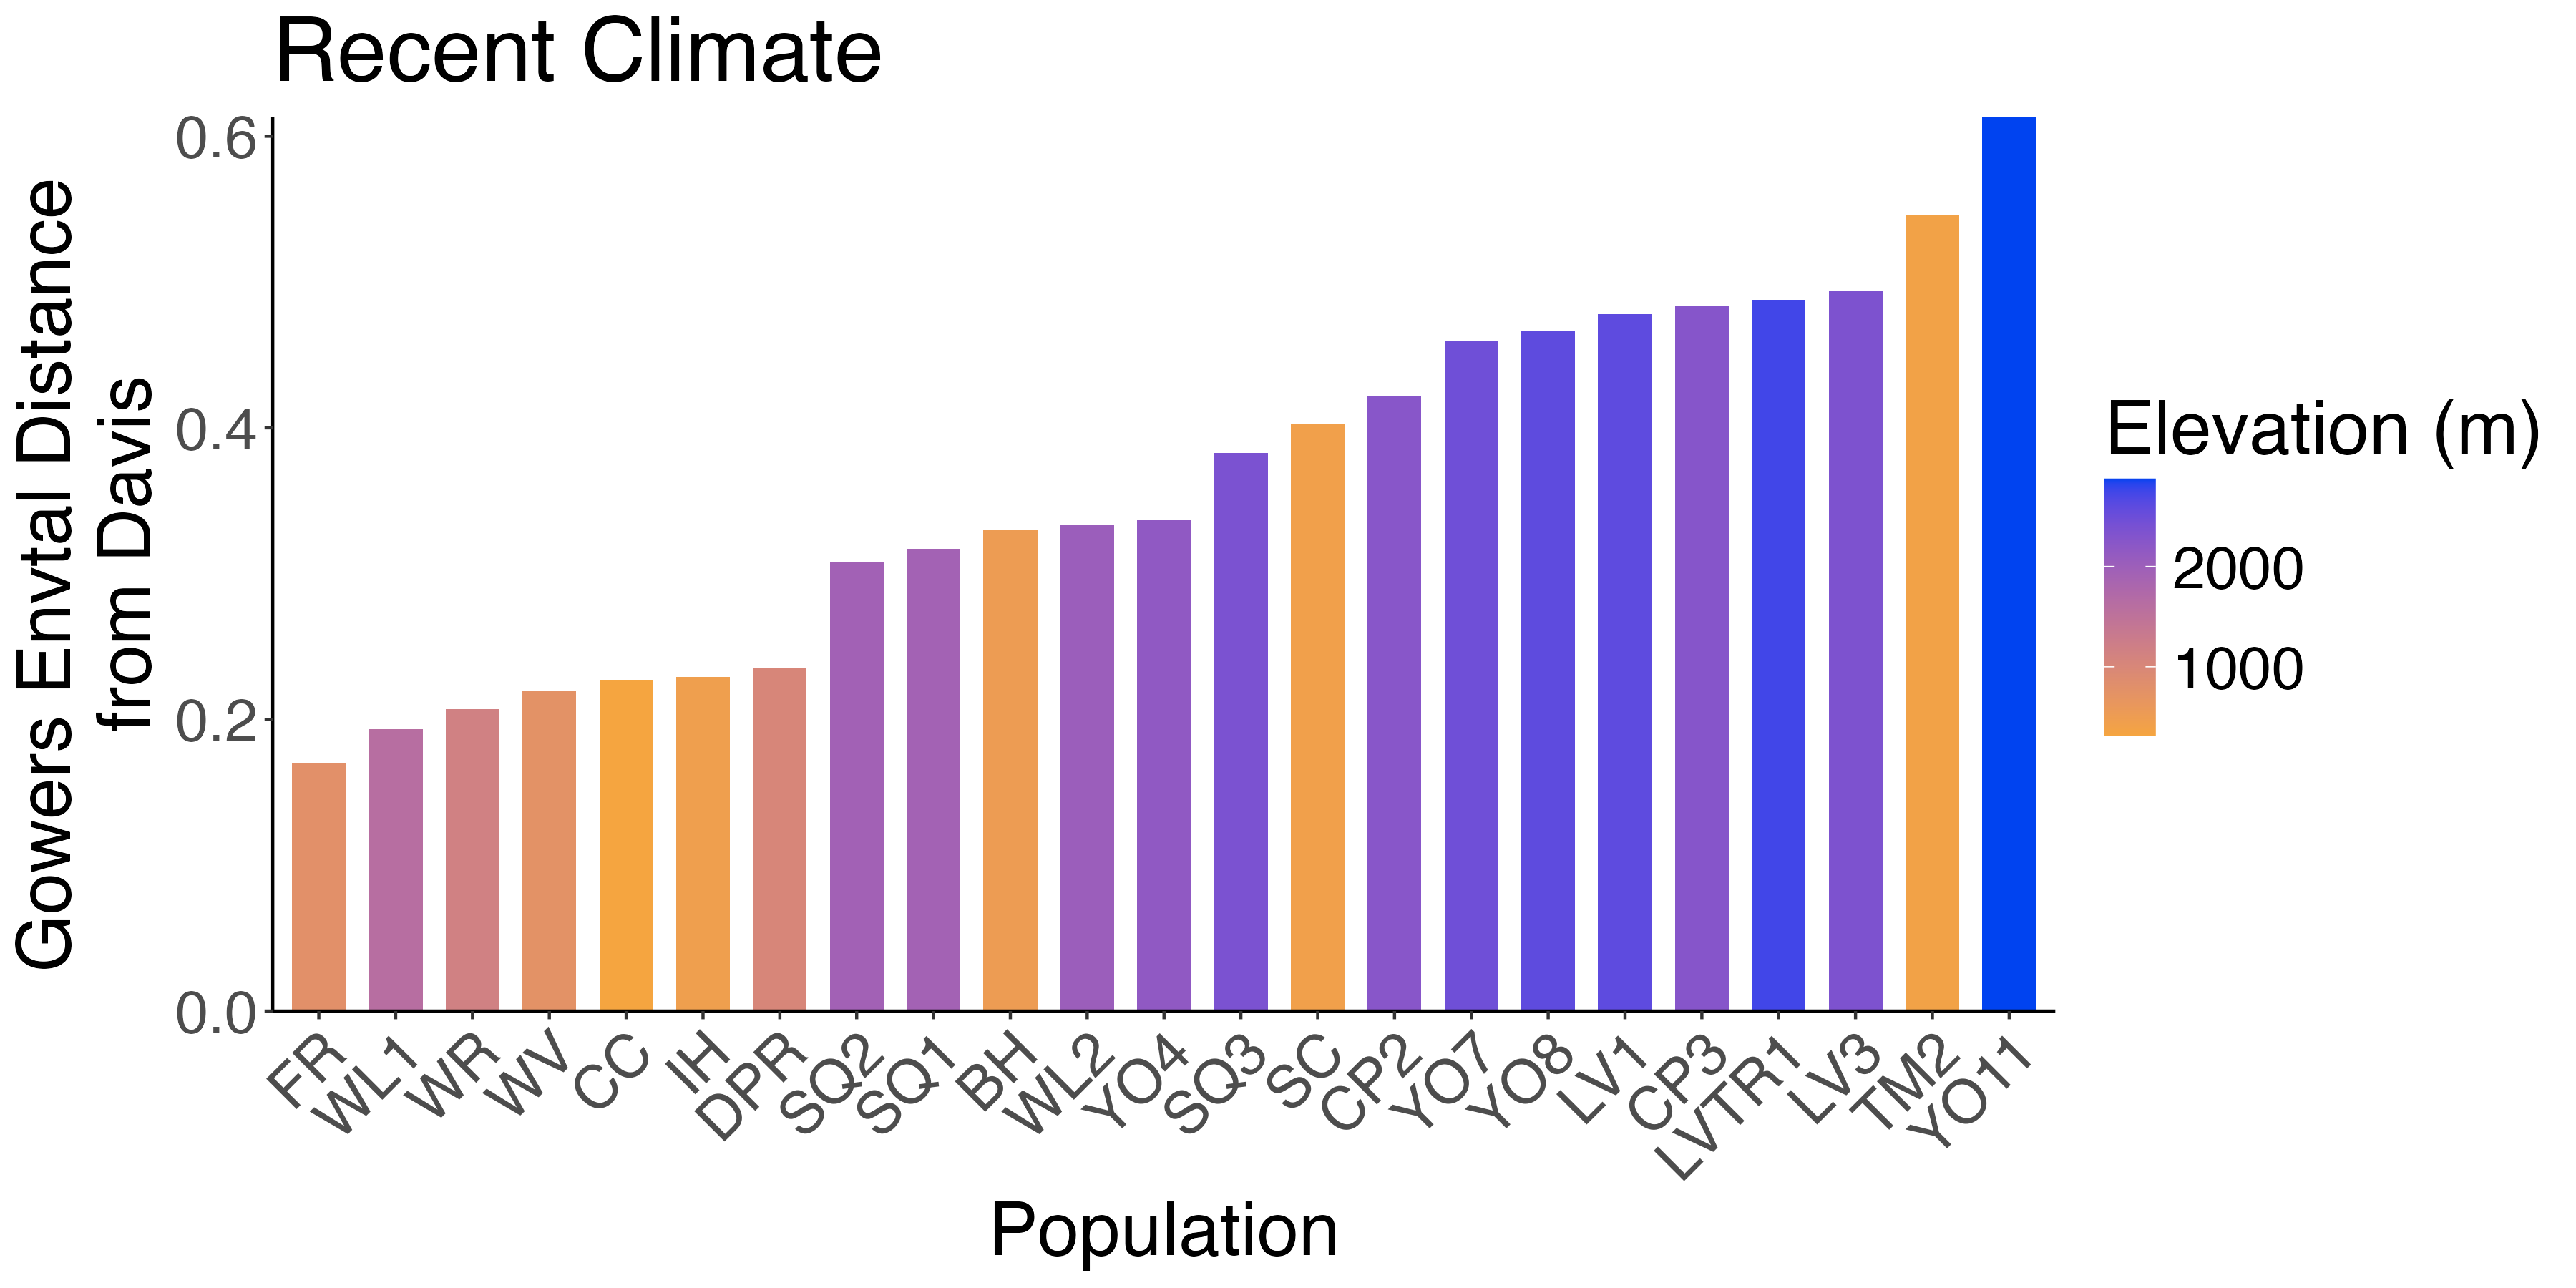 Recent Climate
Gowers Envtal Distance
from Davis
0.6
0.4
0.2
0.0
FR
WL1
WR
WV
CC
IH
DPR
SQ2
SQ1
BH
WL2
YO4
SQ3
SC
CP2
YO7
YO8
LV1
CP3
LVTR1
LV3
TM2
YO11
Population
Elevation (m)
2000
1000